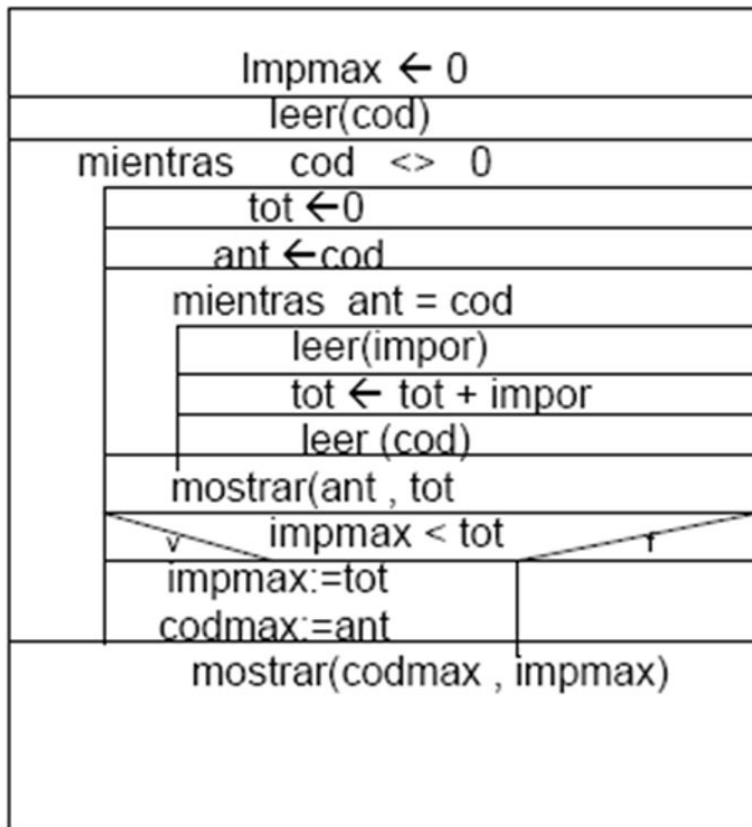 Impmax ← 0
leer(cod)
mientras cod <> 0
tot ←0
ant ←cod
mientras ant = cod
leer(impor)
tot ← tot + impor
leer (cod)
mostrar(ant , tot
impmax < tot
v f
impmax:=tot
codmax:=ant
mostrar(codmax , impmax)